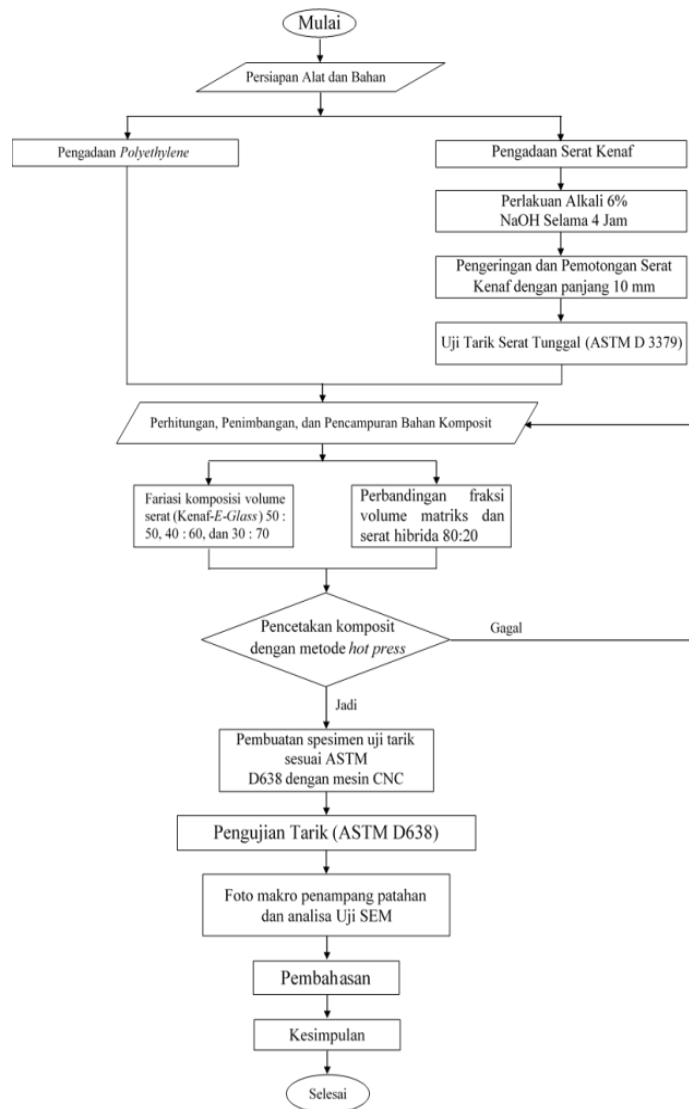 Mulai
Persiapan Alat dan Bahan
Pengadaan Polyethylene
Pengadaan Serat Kenaf
Perlakuan Alkali 6%
NaOH Selama 4 Jam
Pengeringan dan Pemotongan Serat
Kenaf dengan panjang 10 mm
Uji Tarik Serat Tunggal (ASTM D 3379)
Perhitungan, Penimbangan, dan Pencampuran Bahan Komposit
Fariasi komposisi volume
serat (Kenaf-E-Glass) 50 :
50, 40 : 60, dan 30 : 70
Perbandingan fraksi
volume matriks dan
serat hibrida 80:20
Pencetakan komposit
dengan metode hot press
Gagal
Jadi
Pembuatan spesimen uji tarik
sesuai ASTM
D638 dengan mesin CNC
Pengujian Tarik (ASTM D638)
Foto makro penampang patahan
dan analisa Uji SEM
Pembahasan
Kesimpulan
Selesai